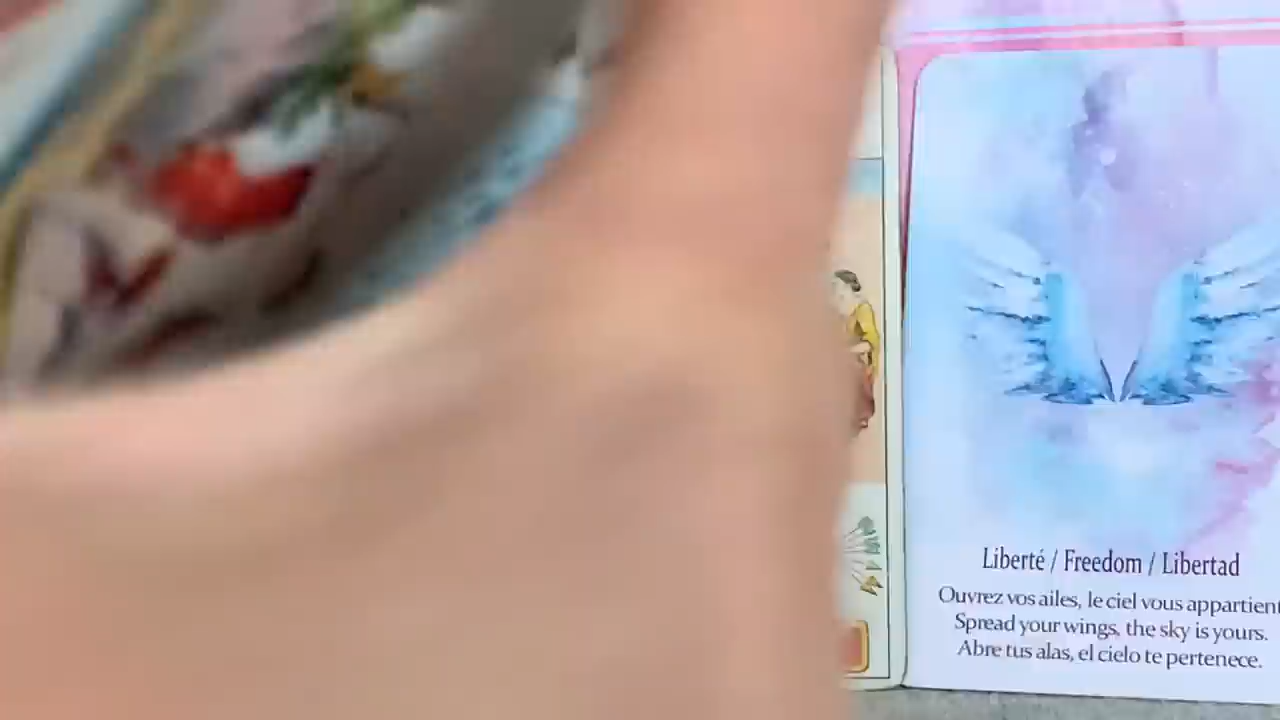 Liberté / Freedom / Libertad
Ouvrez vos ailes, le ciel vous appartient
Spread your wings, the sky is yours.
Abre tus alas, el cielo te pertenece.